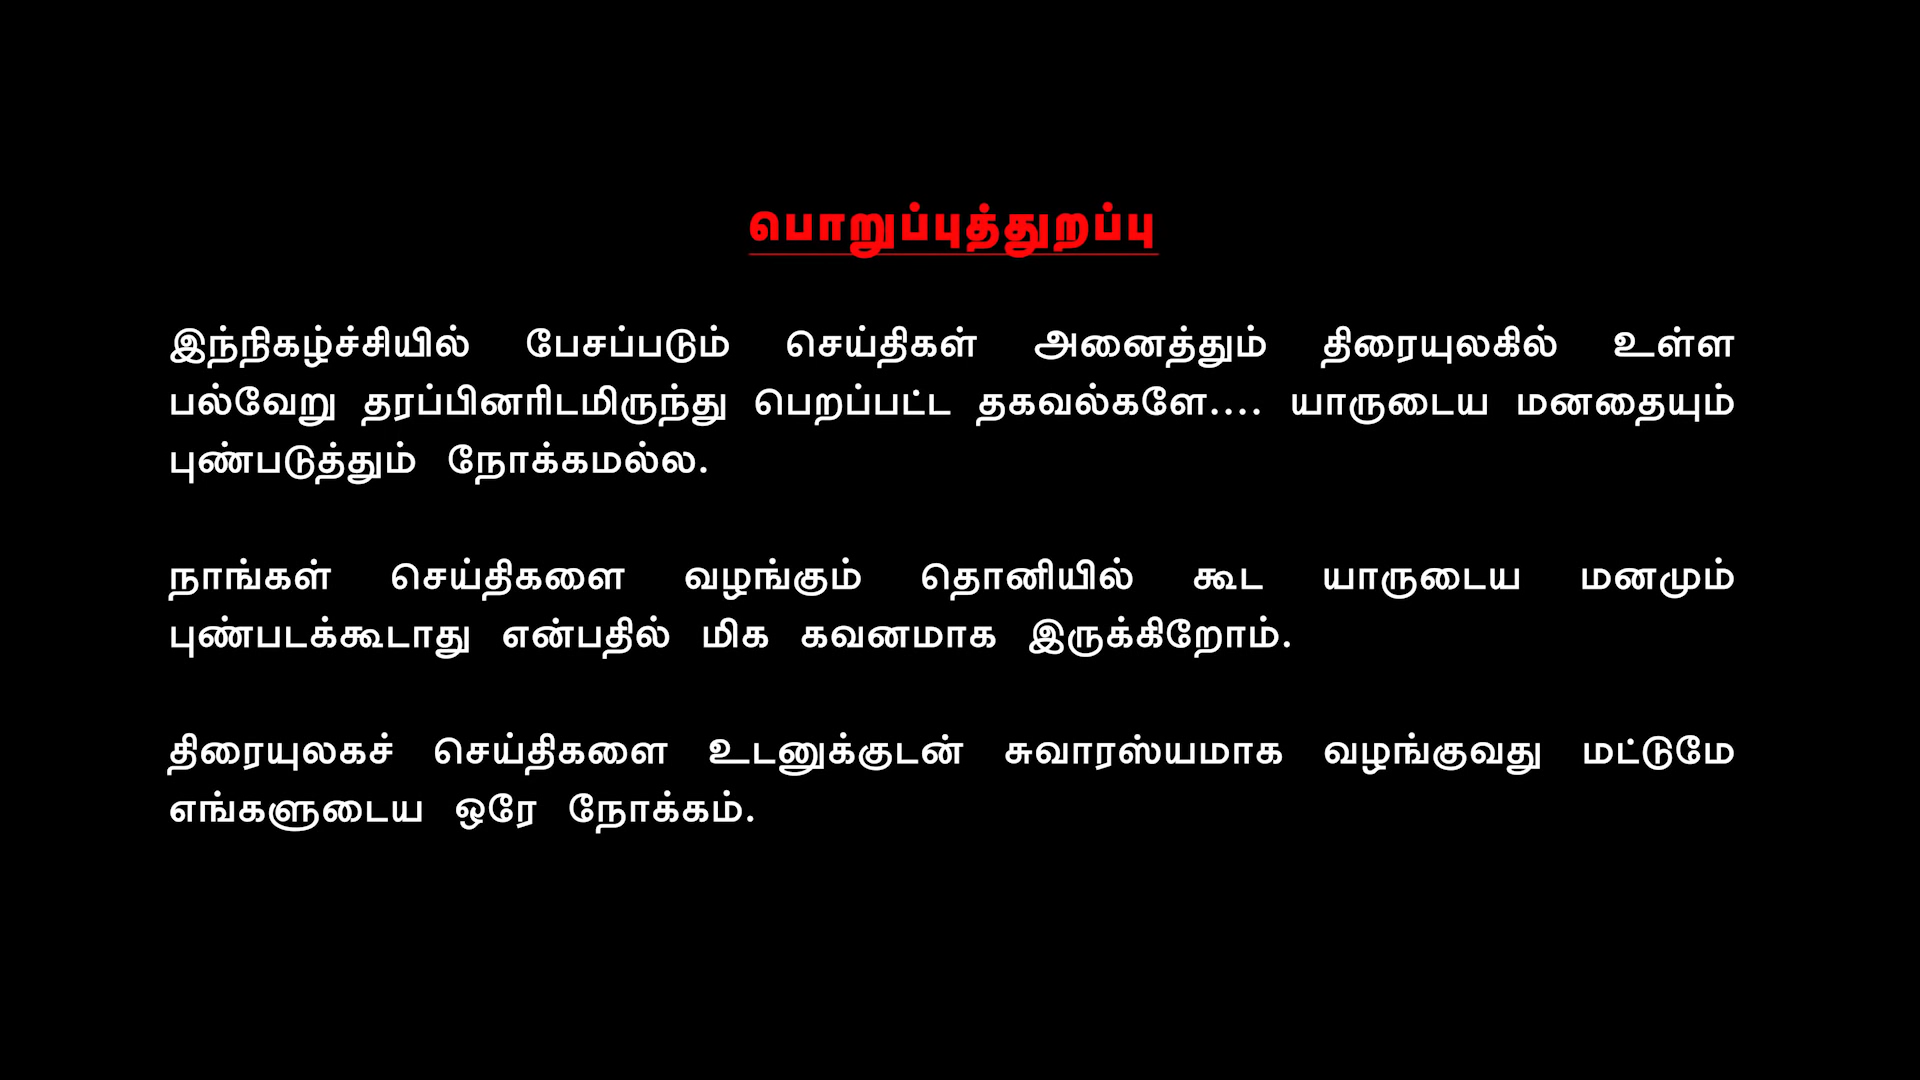 பொறுப்புத்துறப்பு
இந்நிகழ்ச்சியில் பேசப்படும் செய்திகள் அனைத்தும் திரையுலகில் உள்ள
பல்வேறு தரப்பினரிடமிருந்து பெறப்பட்ட தகவல்களே.... யாருடைய மனதையும்
புண்படுத்தும் நோக்கமல்ல.
நாங்கள் செய்திகளை வழங்கும் தொனியில் கூட யாருடைய மனமும்
புண்படக்கூடாது என்பதில் மிக கவனமாக இருக்கிறோம்.
திரையுலகச் செய்திகளை உடனுக்குடன் சுவாரஸ்யமாக வழங்குவது மட்டுமே
எங்களுடைய ஒரே நோக்கம்.